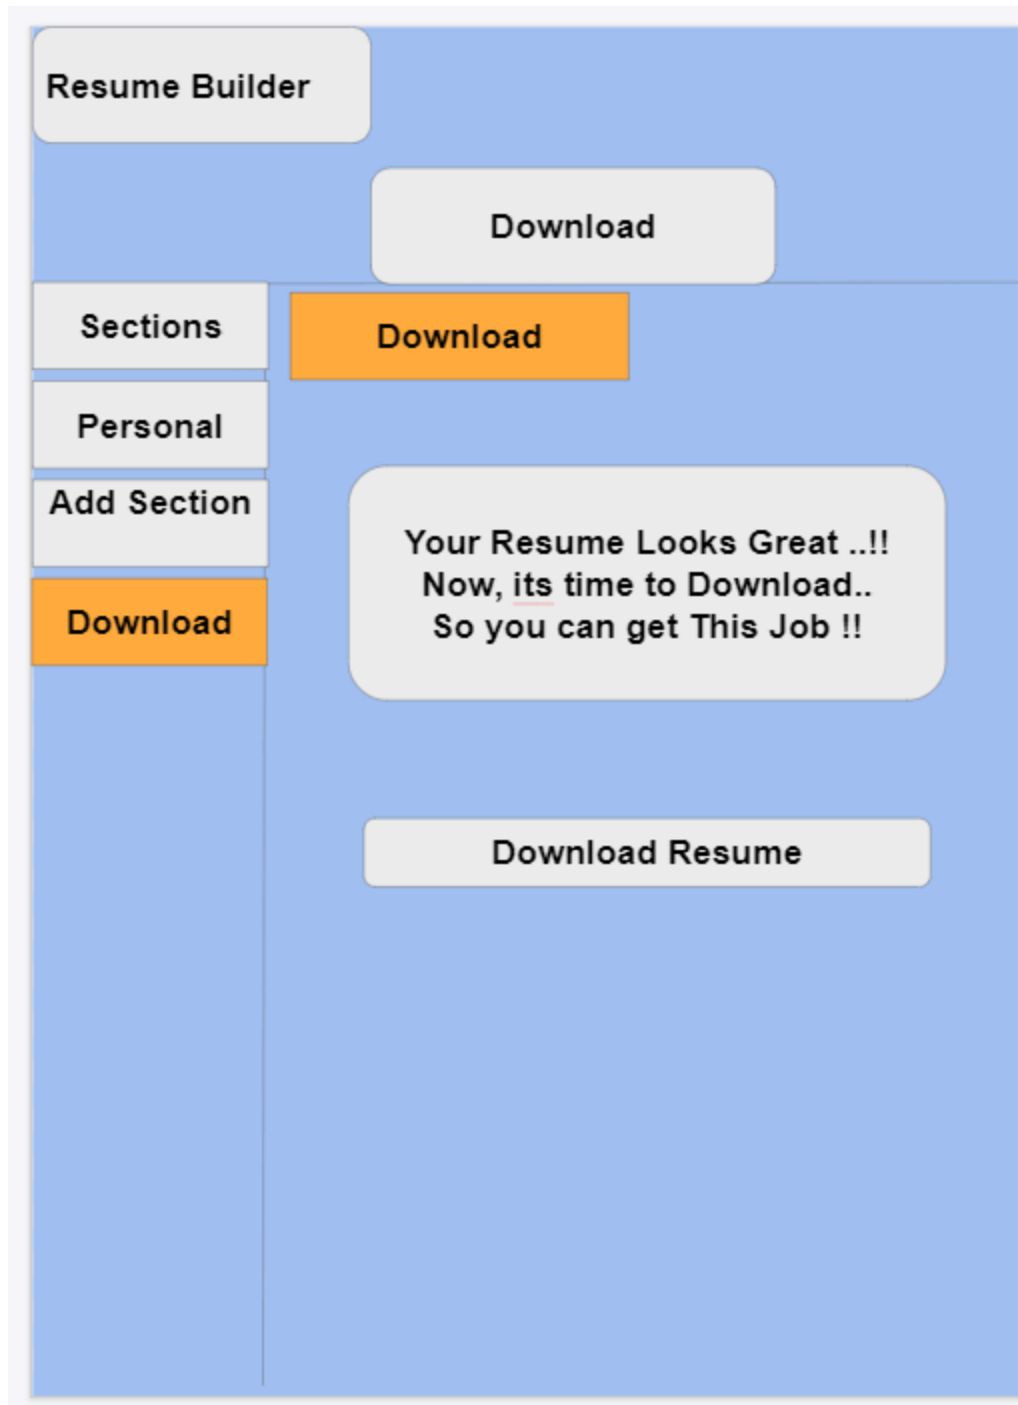 Resume Builder
Download
Sections
Download
Personal
Add Section
Download
Your Resume Looks Great ..!!
Now, its time to Download..
So you can get This Job !!
Download Resume